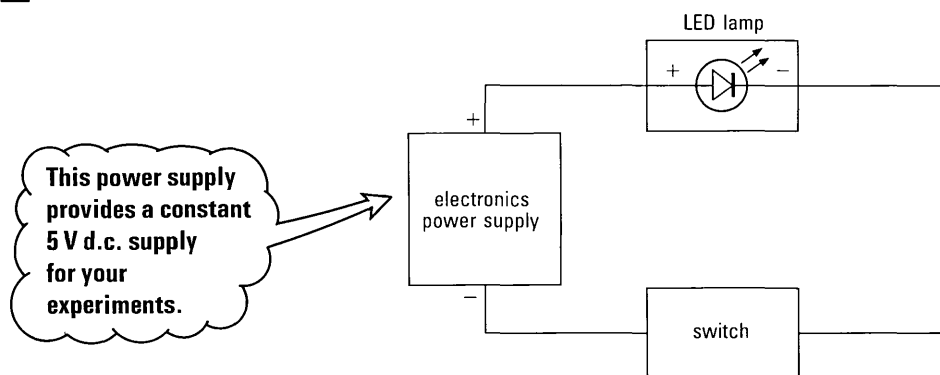 LED lamp
+ −
+
This power supply
provides a constant
5 V d.c. supply
for your
experiments.
electronics
power supply
−
switch